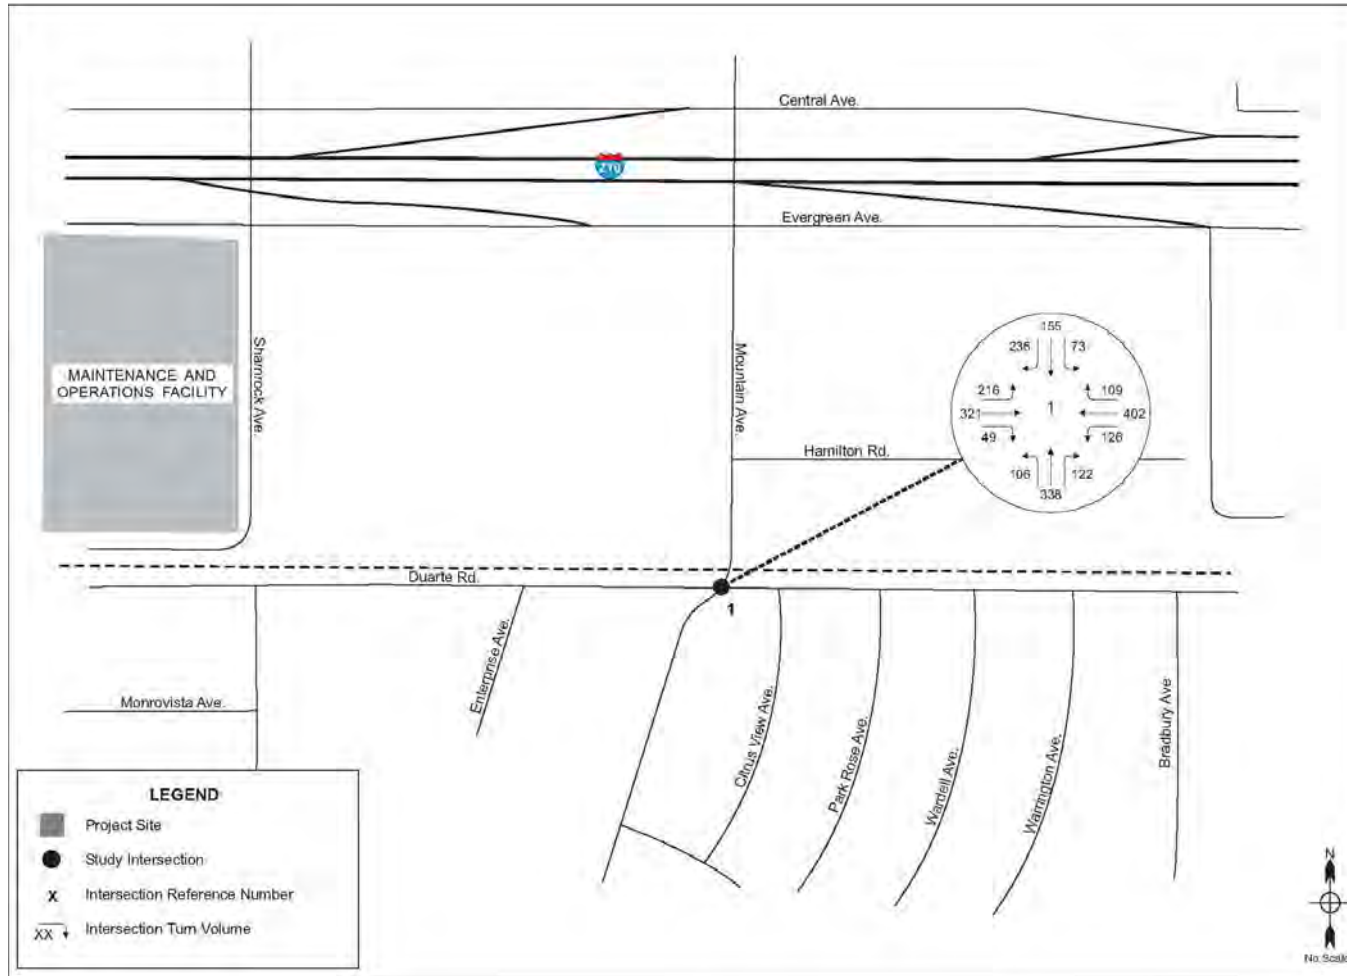 Central Ave.
210
Evergreen Ave.
Shamrock Ave.
MAINTENANCE AND
OPERATIONS FACILITY
Mountain Ave.
155
236
73
216
109
321
1
402
49
126
106
122
338
Hamilton Rd.
Duarte Rd.
1
Enterprise Ave.
Monrovista Ave.
Citrus View Ave.
Park Rose Ave.
Wardell Ave.
Warrington Ave.
Bradbury Ave
LEGEND
Project Site
Study Intersection
X Intersection Reference Number
XX Intersection Turn Volume
N
No Scale